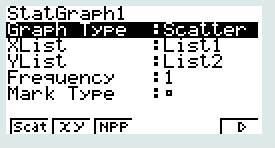 StatGraph1
Graph Type :Scatter
XList :List1
YList :List2
Frequency :1
Mark Type :▫
Scat xy NPP ▷